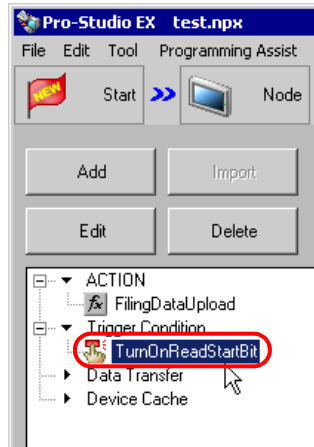 Pro-Studio EX test.npx
File Edit Tool Programming Assist
NEW Start Node
Add Import
Edit Delete
ACTION
fx FilingDataUpload
Trigger Condition
TurnOnReadStartBit
Data Transfer
Device Cache